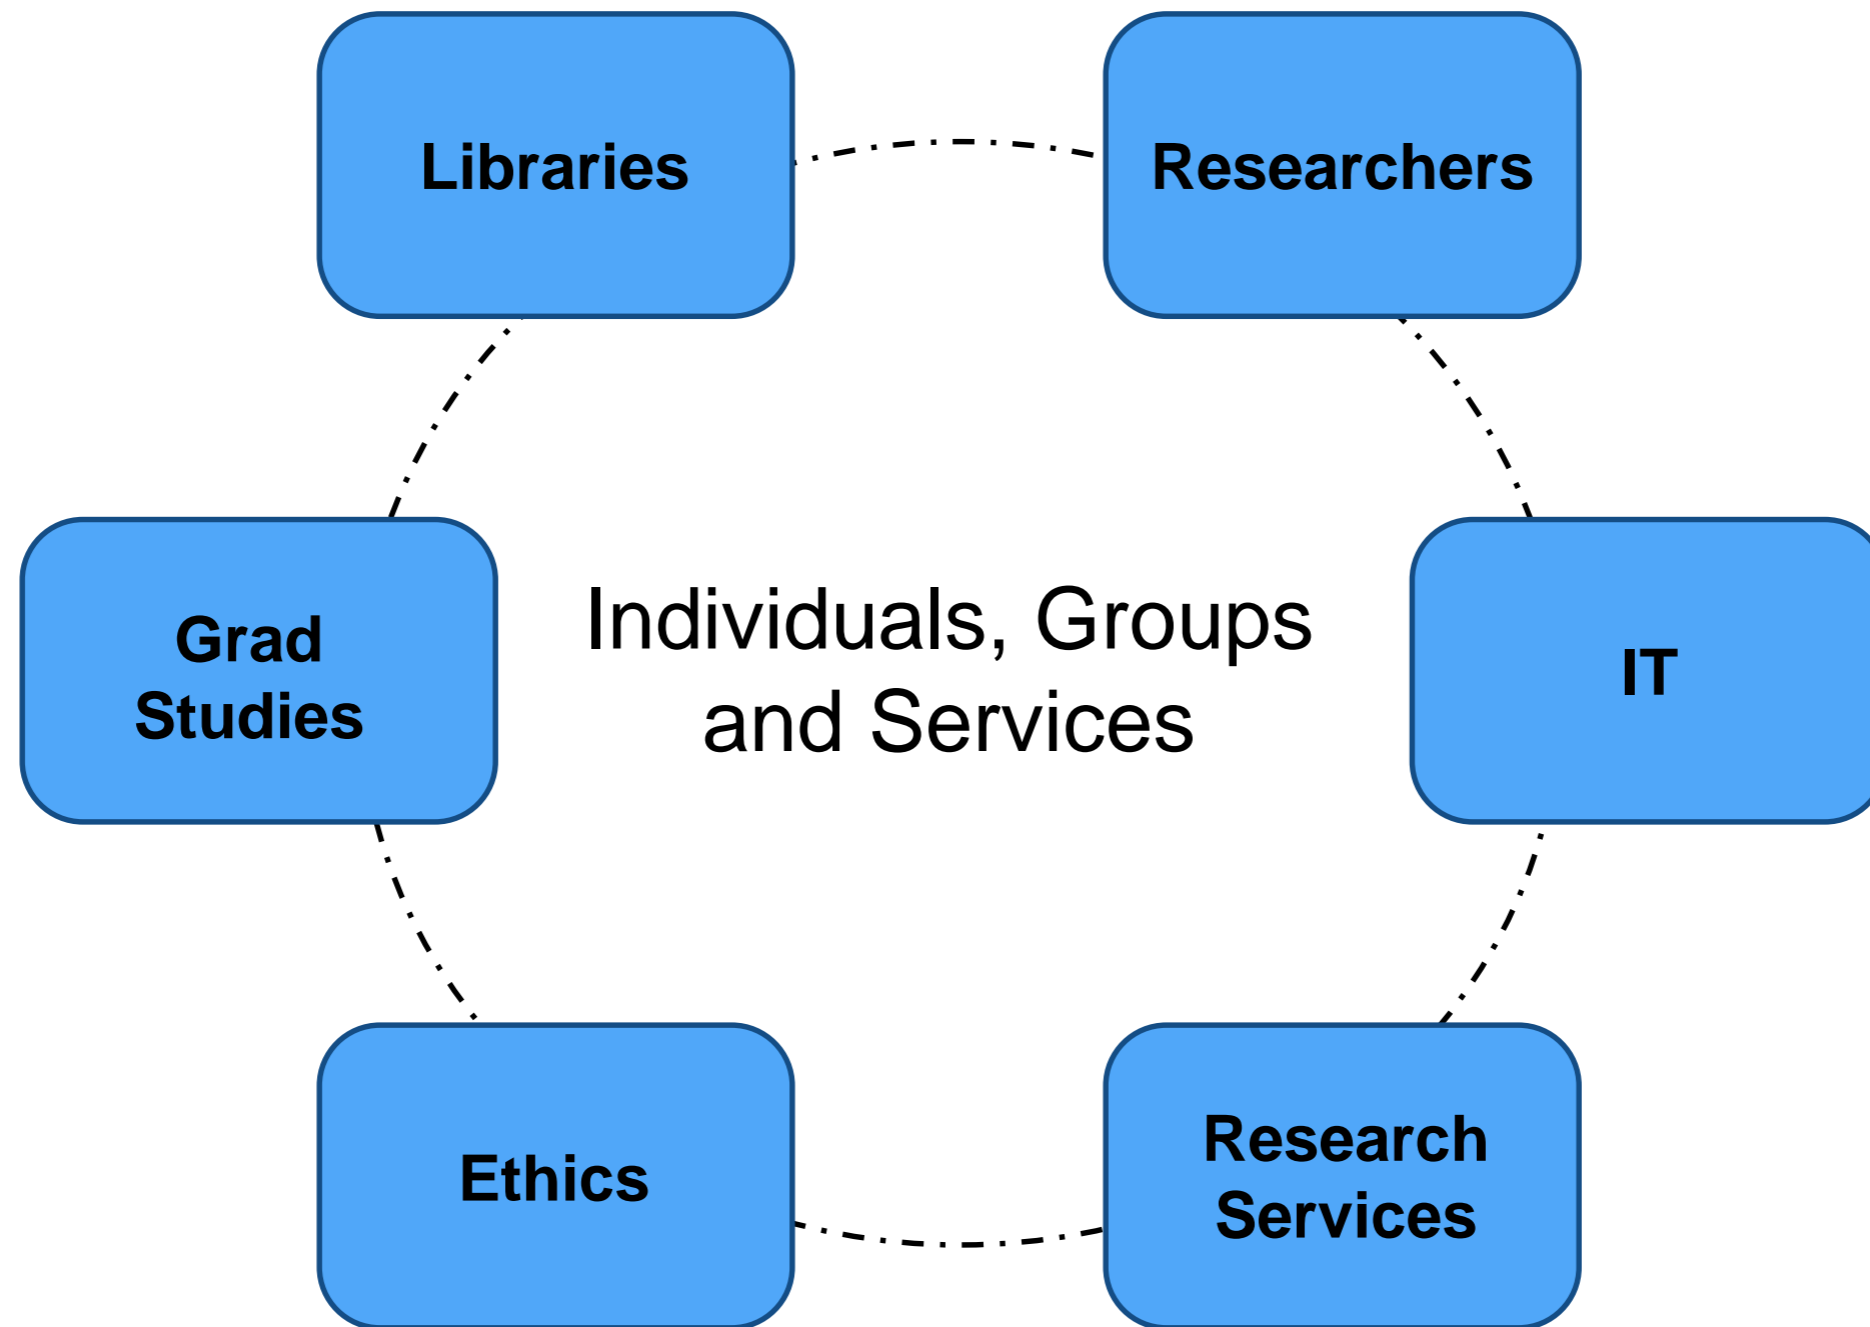 Libraries
Researchers
Grad
Studies
Individuals, Groups
and Services
IT
Ethics
Research
Services